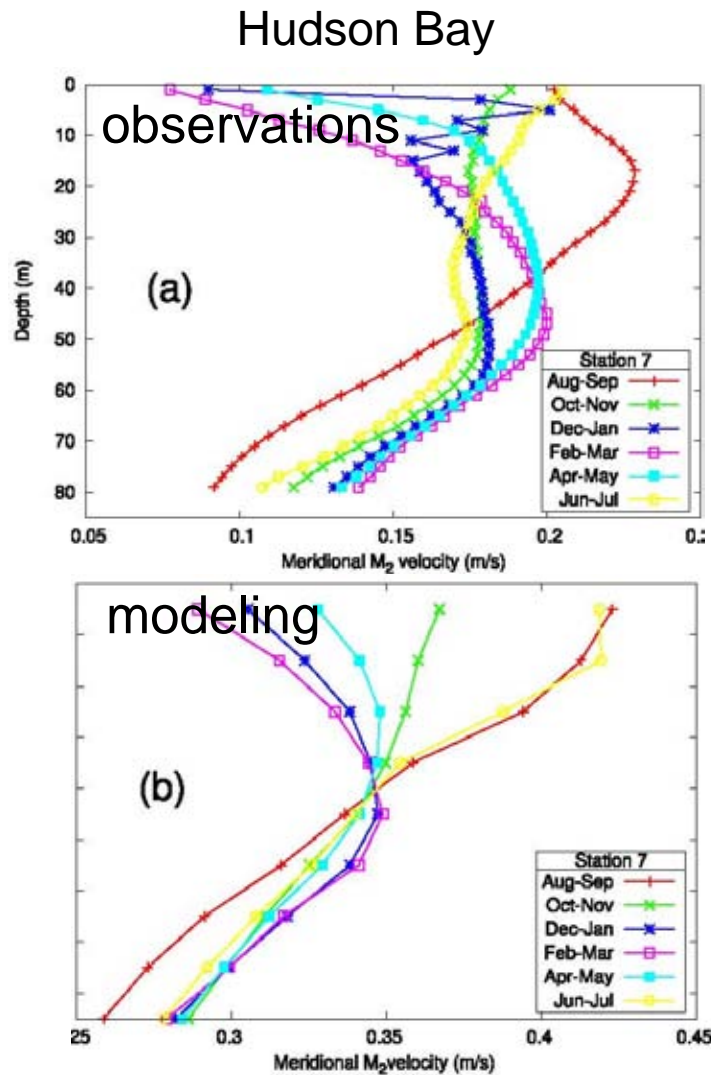 Hudson Bay
observations
0
10
20
30
40
50
60
70
80
Depth (m)
(a)
Station 7
Aug-Sep
Oct-Nov
Dec-Jan
Feb-Mar
Apr-May
Jun-Jul
0.05 0.1 0.15 0.2
Meridional M2 velocity (m/s)
modeling
(b)
Station 7
Aug-Sep
Oct-Nov
Dec-Jan
Feb-Mar
Apr-May
Jun-Jul
25 0.3 0.35 0.4 0.45
Meridional M2velocity (m/s)